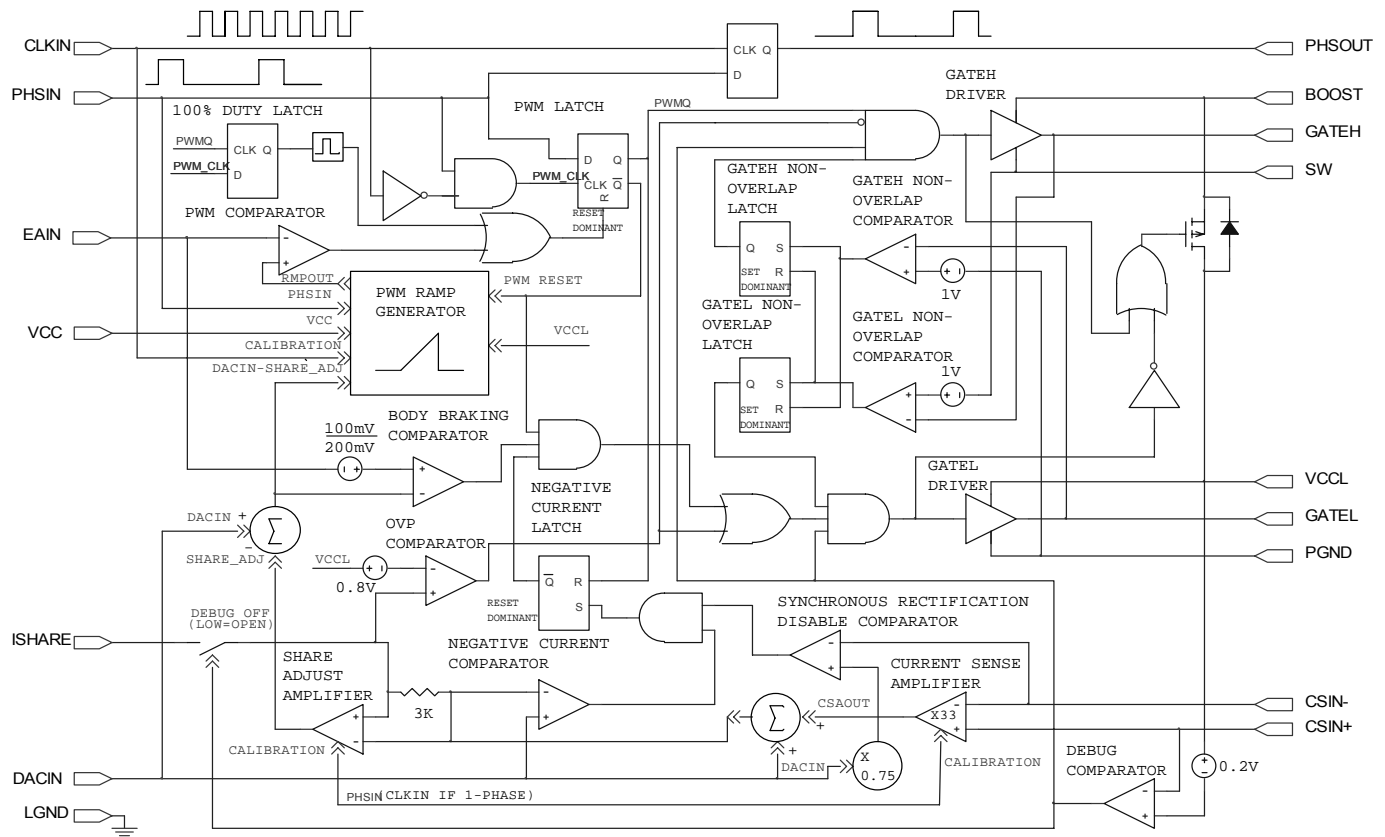 CLKIN
PHSIN
EAIN
VCC
ISHARE
DACIN
LGND
PHSOUT
BOOST
GATEH
SW
VCCL
GATEL
PGND
CSIN-
CSIN+
CLK Q
D
100% DUTY LATCH
PWMQ
PWM_CLK
CLK Q
D
PWM LATCH
PWM_CLK
D Q
CLK Q
R
RESET
DOMINANT
PWMQ
GATEH
DRIVER
PWM COMPARATOR
-
+
RMPOUT
PHSIN
VCC
CALIBRATION
DACIN-SHARE_ADJ
PWM RAMP
GENERATOR
PWM RESET
VCCL
GATEH NON-
OVERLAP
LATCH
Q S
SET R
DOMINANT
GATEH NON-
OVERLAP
COMPARATOR
-
+
+ -
1V
GATEL NON-
OVERLAP
LATCH
Q S
SET R
DOMINANT
GATEL NON-
OVERLAP
COMPARATOR
1V
+ -
+
-
BODY BRAKING
COMPARATOR
100mV
200mV
- +
+
-
NEGATIVE
CURRENT
LATCH
Q R
S
RESET
DOMINANT
GATEL
DRIVER
DACIN +
-
Σ
SHARE_ADJ
OVP
COMPARATOR
VCCL
+ -
0.8V
-
+
DEBUG OFF
(LOW=OPEN)
SHARE
ADJUST
AMPLIFIER
+
-
3K
CALIBRATION
NEGATIVE CURRENT
COMPARATOR
-
+
SYNCHRONOUS RECTIFICATION
DISABLE COMPARATOR
-
+
CURRENT SENSE
AMPLIFIER
X33
-
+
CSAOUT
+
Σ
+
DACIN
X
0.75
CALIBRATION
PHSIN (CLKIN IF 1-PHASE)
DEBUG
COMPARATOR
-
+
+
-
0.2V